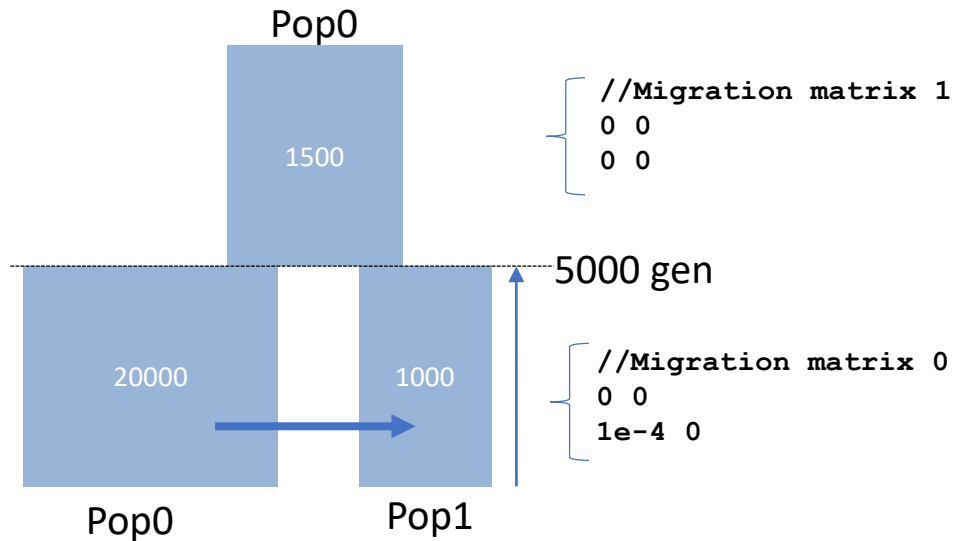 Pop0
1500
//Migration matrix 1
0 0
0 0
5000 gen
20000
1000
//Migration matrix 0
0 0
1e-4 0
Pop0
Pop1